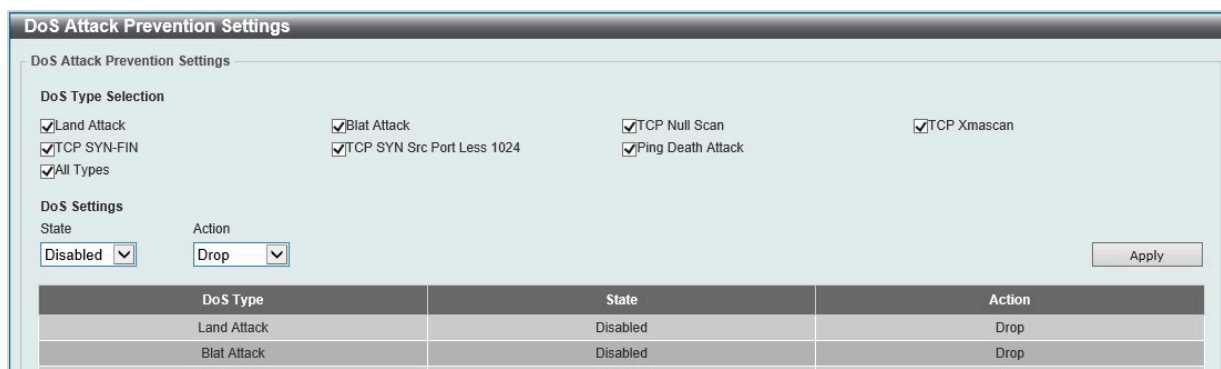 DoS Attack Prevention Settings
DoS Attack Prevention Settings
DoS Type Selection
Land Attack Blat Attack TCP Null Scan TCP Xmascan
TCP SYN-FIN TCP SYN Src Port Less 1024 Ping Death Attack
All Types
DoS Settings
State Action
Disabled Drop Apply
DoS Type State Action
Land Attack Disabled Drop
Blat Attack Disabled Drop